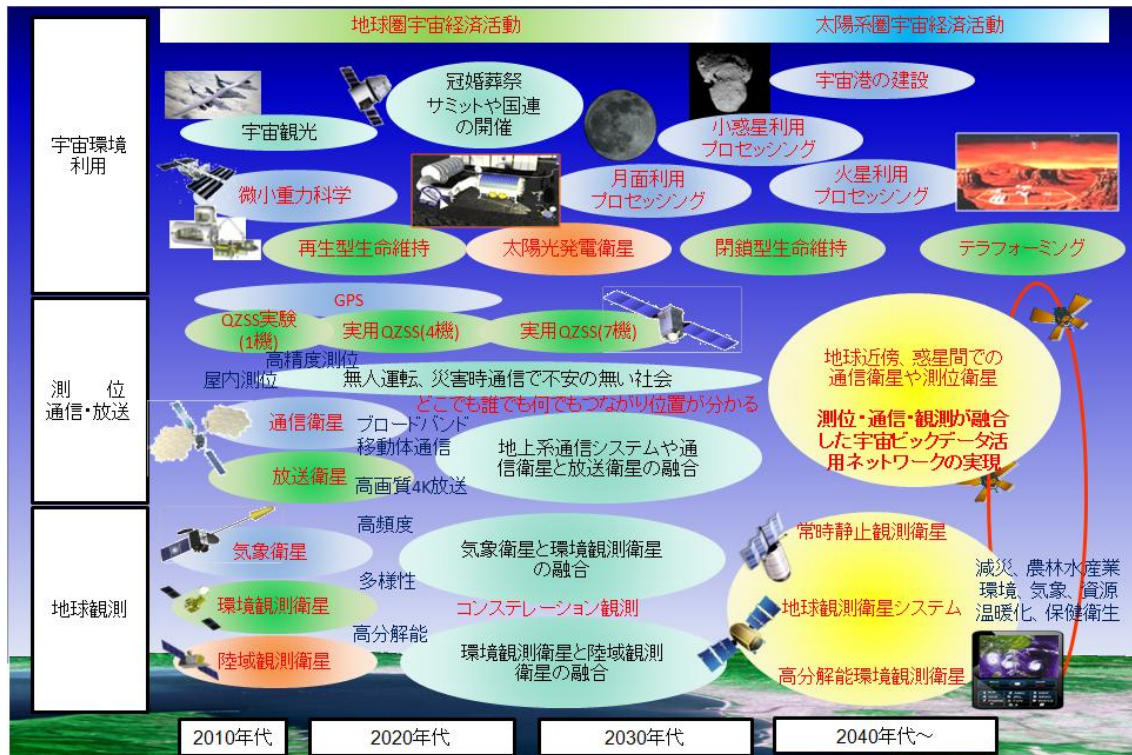 地球圏宇宙経済活動
太陽系圏宇宙経済活動
宇宙環境
利用
宇宙観光
冠婚葬祭
サミットや国連
の開催
宇宙港の建設
小惑星利用
プロセッシング
微小重力科学
月面利用
プロセッシング
火星利用
プロセッシング
再生型生命維持
太陽光発電衛星
閉鎖型生命維持
テラフォーミング
測 位
通信・放送
GPS
QZSS実験
(1機)
実用QZSS(4機)
実用QZSS(7機)
高精度測位
屋内測位
無人運転、災害時通信で不安の無い社会
どこでも誰でも何でもつながり位置が分かる
通信衛星
ブロードバンド
移動体通信
放送衛星
高画質4K放送
地上系通信システムや通
信衛星と放送衛星の融合
地球近傍、惑星間での
通信衛星や測位衛星
測位・通信・観測が融合
した宇宙ビックデータ活
用ネットワークの実現
地球観測
高頻度
気象衛星
気象衛星と環境観測衛星
の融合
多様性
環境観測衛星
コンステレーション観測
高分解能
陸域観測衛星
環境観測衛星と陸域観測
衛星の融合
常時静止観測衛星
地球観測衛星システム
高分解能環境観測衛星
減災、農林水産業
環境、気象、資源
温暖化、保健衛生
2010年代
2020年代
2030年代
2040年代～